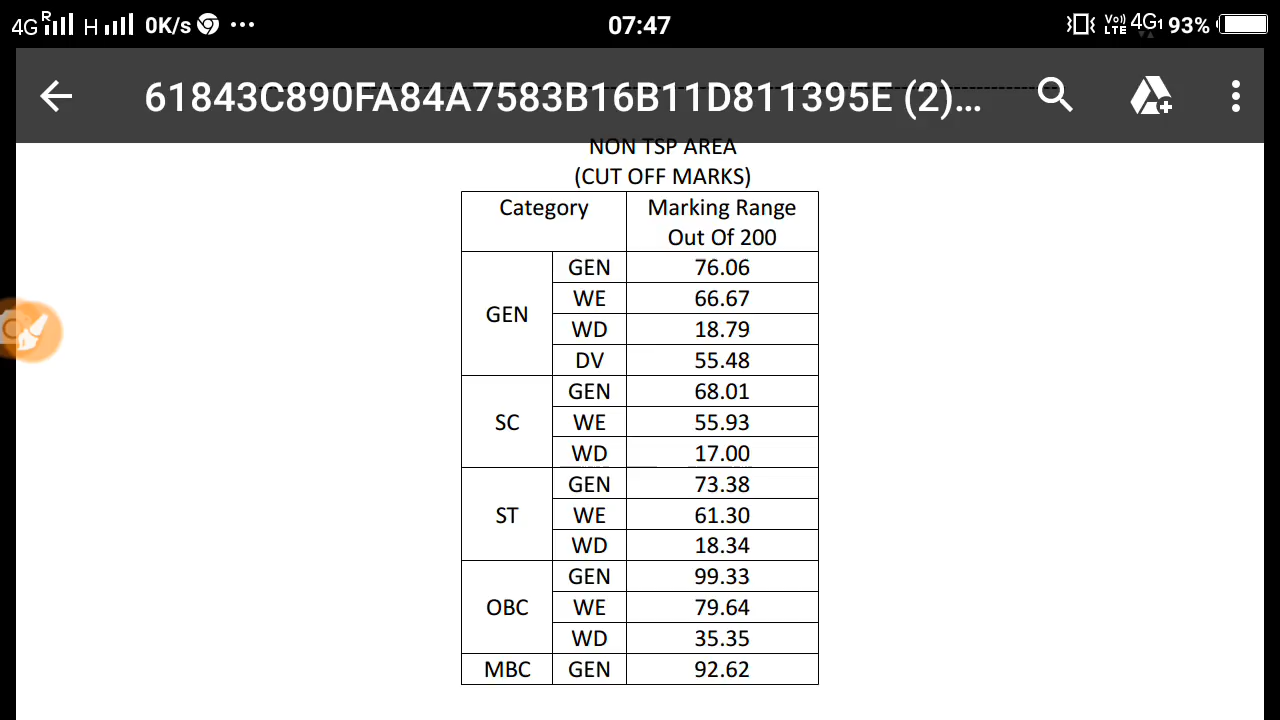 4G R H 0K/s ... 07:47 Vo)) LTE 4G1 93%
61843C890FA84A7583B16B11D811395E (2)...
NON TSP AREA
(CUT OFF MARKS)
Category Marking Range
Out Of 200
GEN GEN 76.06
WE 66.67
WD 18.79
DV 55.48
SC GEN 68.01
WE 55.93
WD 17.00
ST GEN 73.38
WE 61.30
WD 18.34
OBC GEN 99.33
WE 79.64
WD 35.35
MBC GEN 92.62